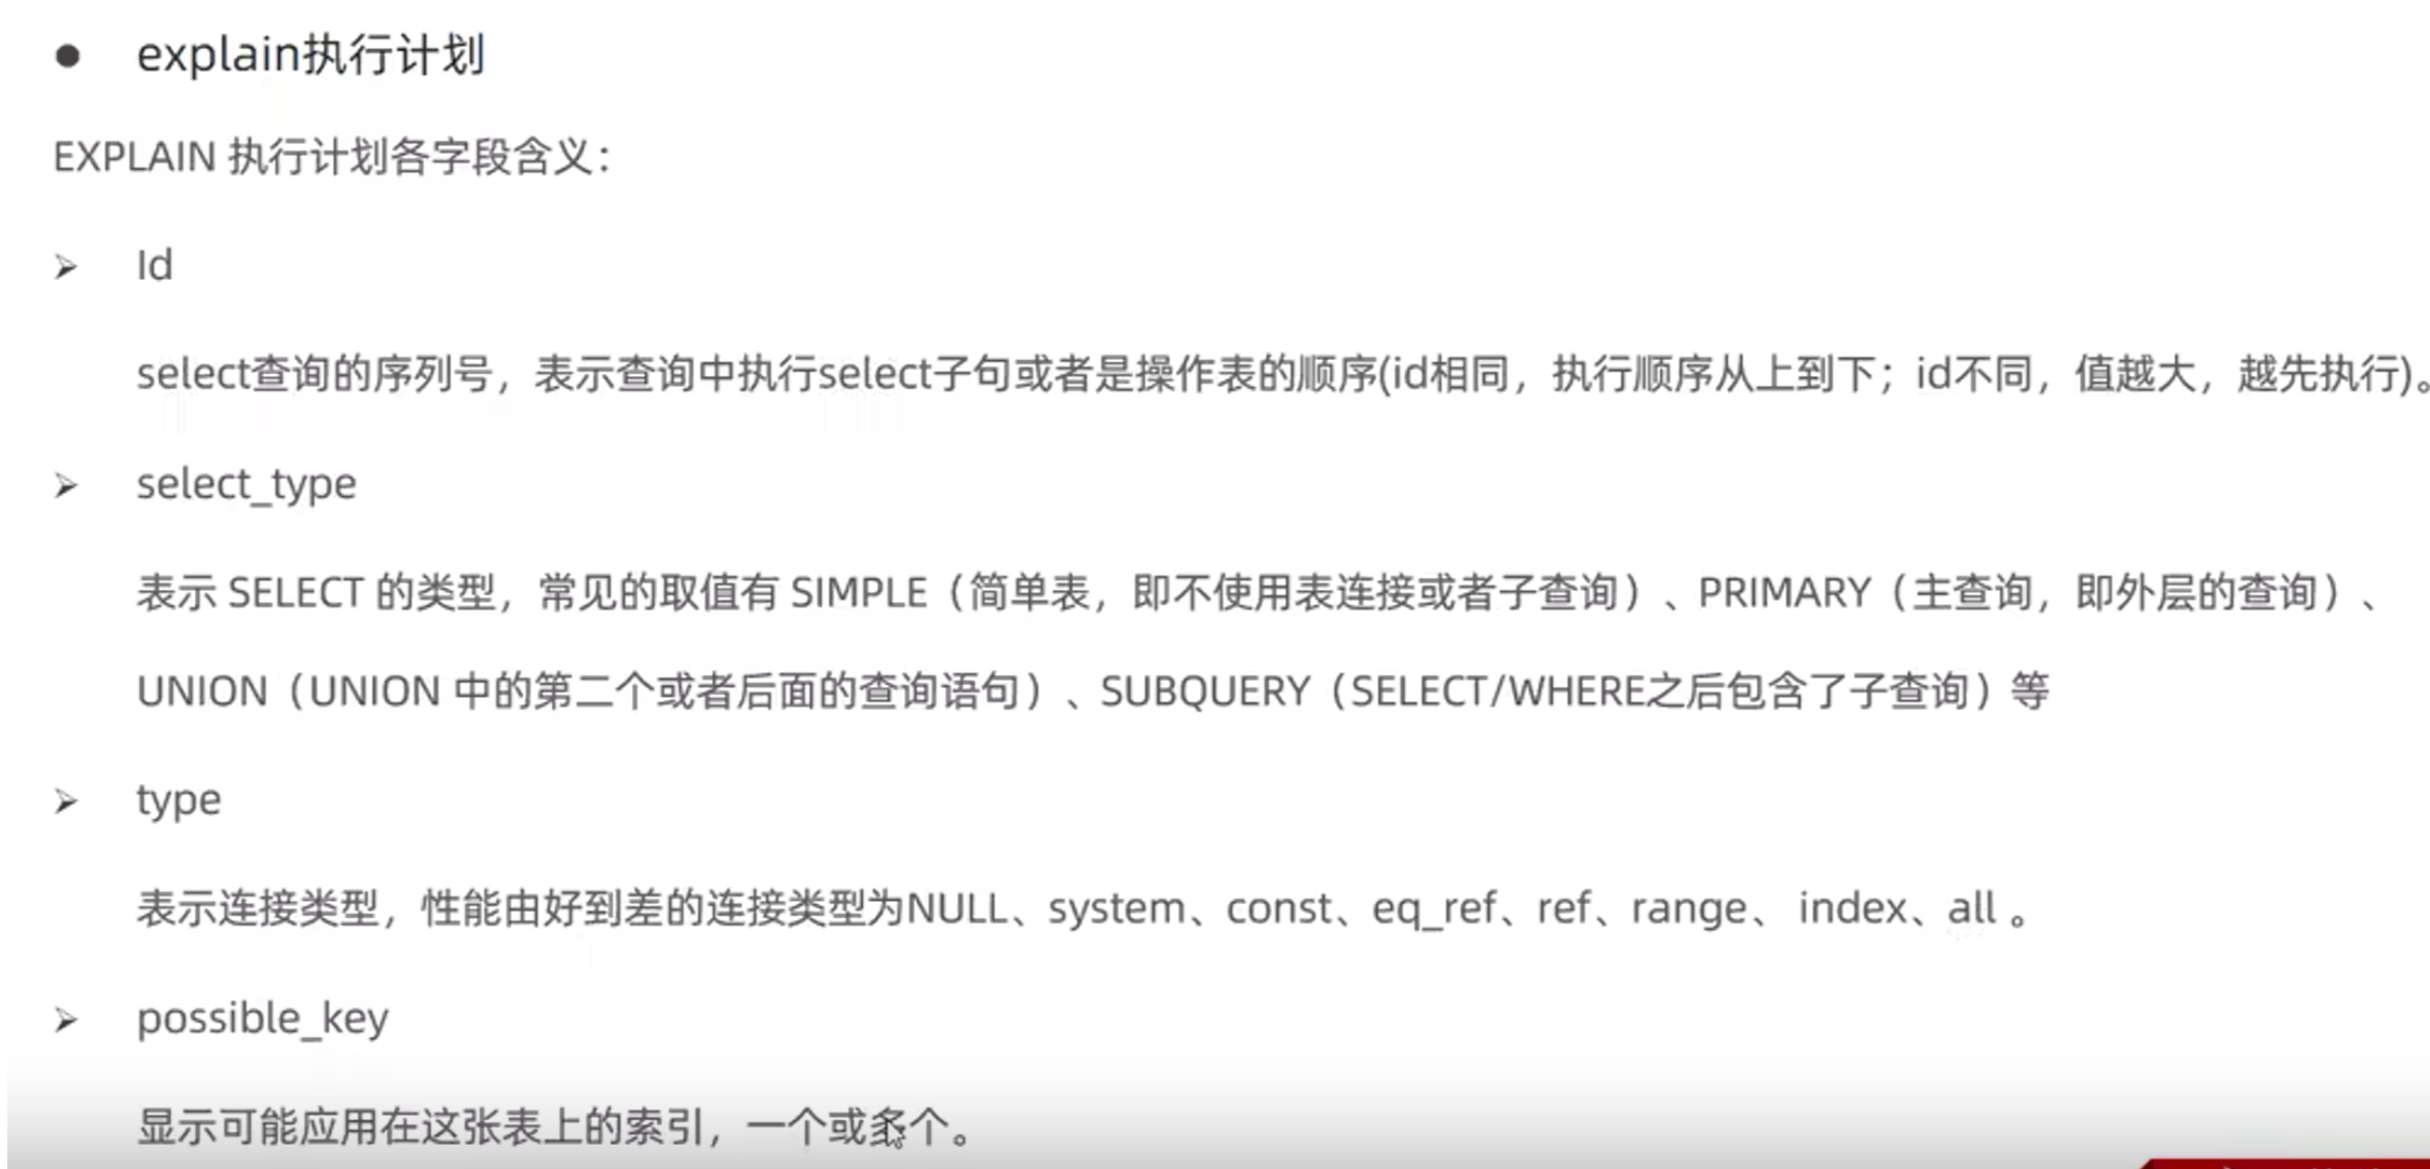 ● explain执行计划
EXPLAIN 执行计划各字段含义：
➢ Id
select查询的序列号，表示查询中执行select子句或者是操作表的顺序(id相同，执行顺序从上到下；id不同，值越大，越先执行)。
➢ select_type
表示 SELECT 的类型，常见的取值有 SIMPLE（简单表，即不使用表连接或者子查询）、PRIMARY（主查询，即外层的查询）、
UNION（UNION 中的第二个或者后面的查询语句）、SUBQUERY（SELECT/WHERE之后包含了子查询）等
➢ type
表示连接类型，性能由好到差的连接类型为NULL、system、const、eq_ref、ref、range、 index、all 。
➢ possible_key
显示可能应用在这张表上的索引，一个或多个。